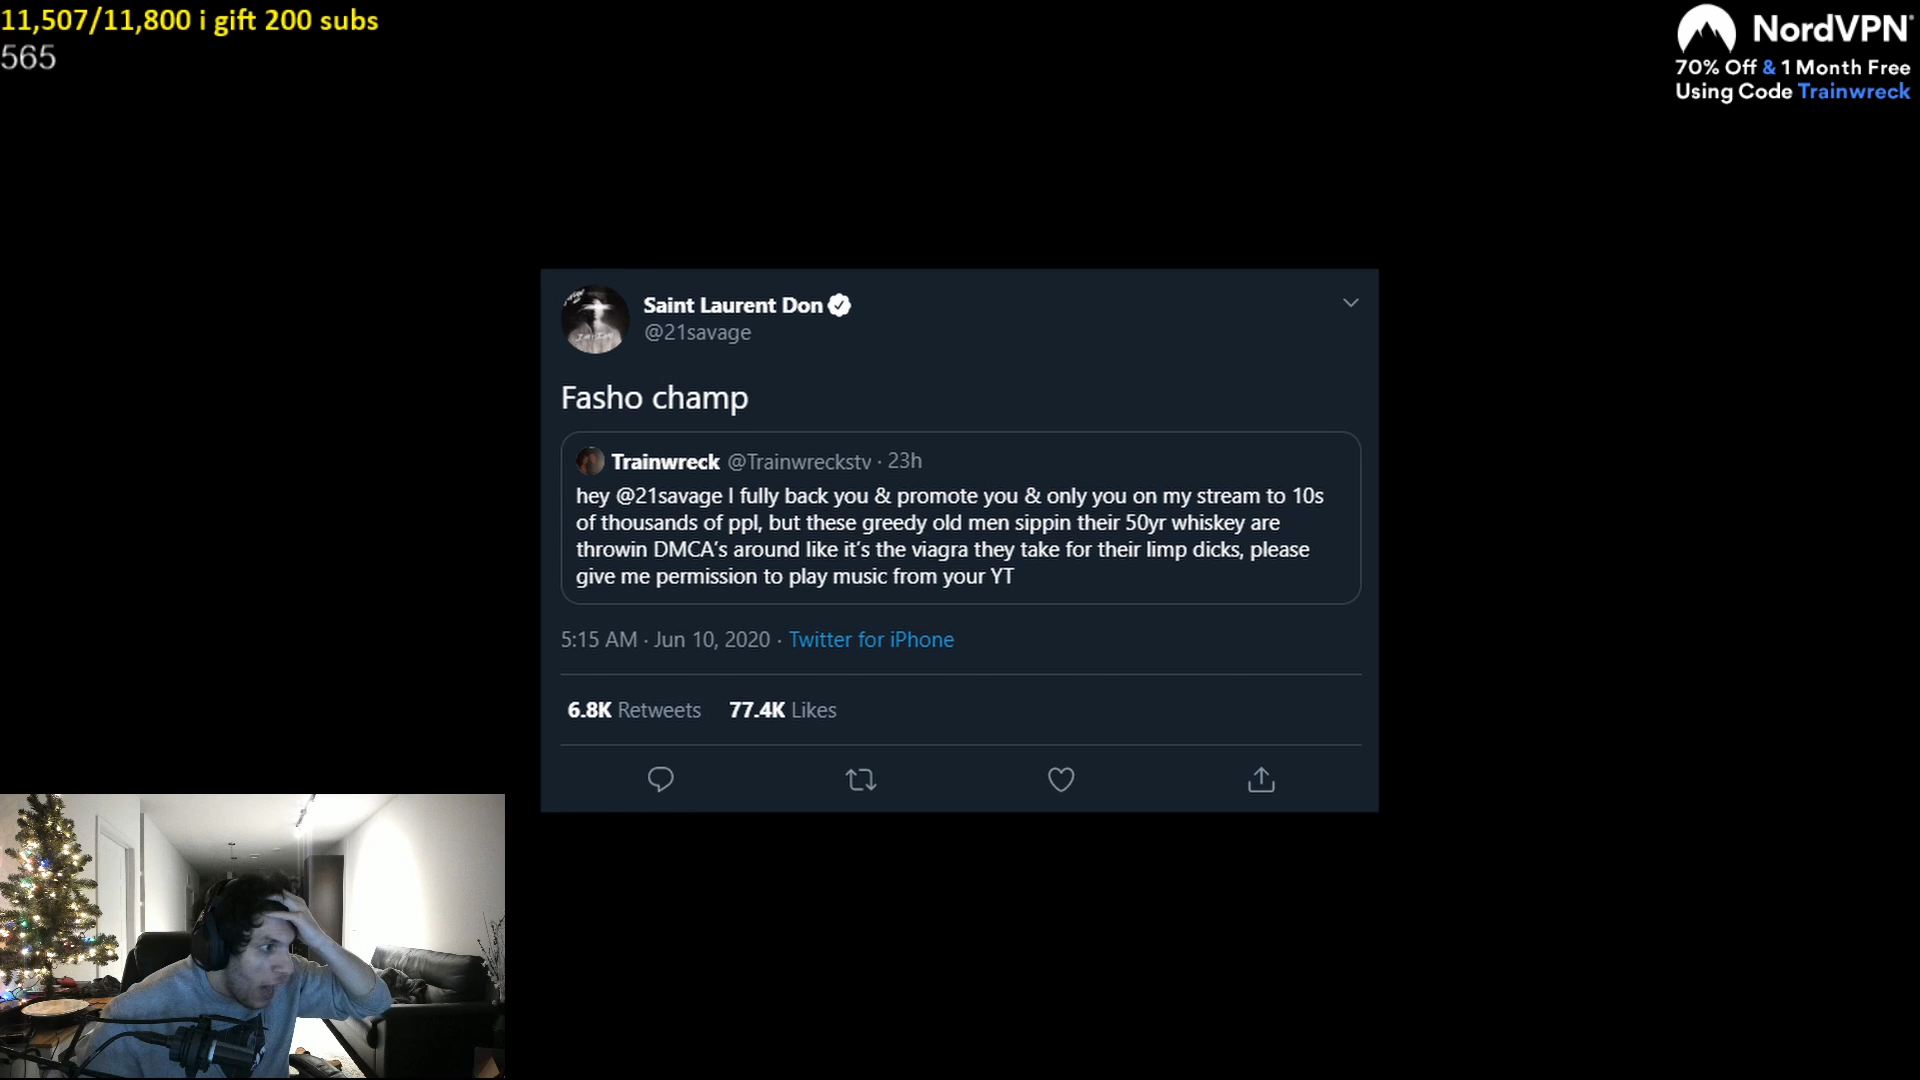 11,507/11,800 i gift 200 subs
565
NordVPN
70% Off & 1 Month Free
Using Code Trainwreck
Saint Laurent Don
@21savage
Fasho champ
Trainwreck @Trainwreckstv · 23h
hey @21savage I fully back you & promote you & only you on my stream to 10s
of thousands of ppl, but these greedy old men sippin their 50yr whiskey are
throwin DMCA's around like it's the viagra they take for their limp dicks, please
give me permission to play music from your YT
5:15 AM · Jun 10, 2020 · Twitter for iPhone
6.8K Retweets 77.4K Likes